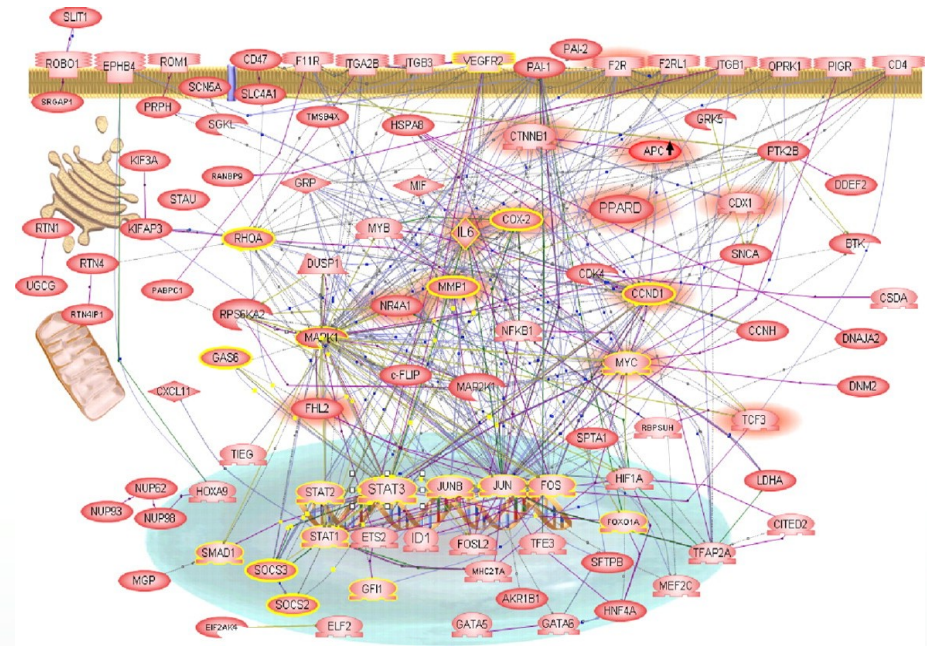 SLIT1
PAI-2
ROBO1
EPHB4
ROM1
CD47
F11R
ITGA2B
ITGB3
VEGFR2
PAI-1
F2R
F2RL1
ITGB1
OPRK1
PIGR
CD4
SCN5A
SLC4A1
SRGAP1
PRPH
SGKL
TMSB4X
HSPA8
CTNNB1
GRK5
APC
PTK2B
KIF3A
RANBP9
GRP
MIF
DDEF2
STAU
PPARD
CDX1
RTN1
KIFAP3
RHOA
MYB
IL6
COX-2
BTK
RTN4
DUSP1
SNCA
UGCG
PABPC1
CDK4
MMP1
CCND1
CSDA
RTN4IP1
RPS6KA2
NR4A1
MAPK1
NFKB1
CCNH
DNAJA2
GAS6
MYC
c-FLIP
MAP2K1
DNM2
CXCL11
FHL2
TCF3
RBPSUH
SPTA1
TIEG
NUP62
HOXA9
STAT2
STAT3
JUNB
JUN
FOS
HIF1A
LDHA
NUP93
NUP98
FOXO1A
CITED2
STAT1
ETS2
ID1
FOSL2
TFE3
SMAD1
TFAP2A
SOCS3
MHC2TA
SFTPB
MGP
GFI1
MEF2C
SOCS2
AKR1B1
HNF4A
EIF2AK4
ELF2
GATA5
GATA6